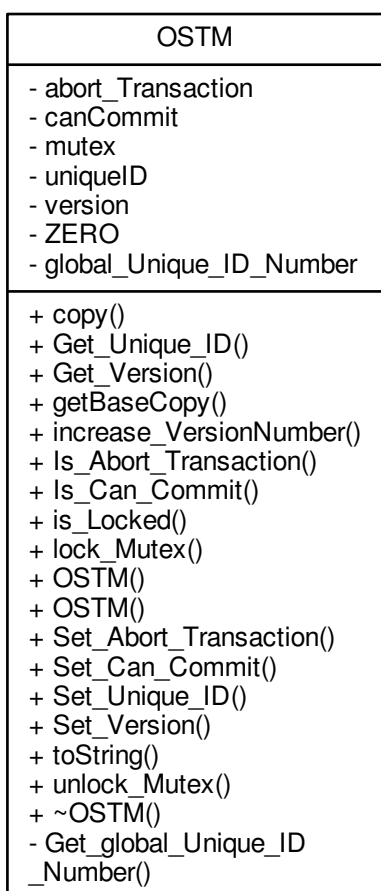 OSTM
- abort_Transaction
- canCommit
- mutex
- uniqueID
- version
- ZERO
- global_Unique_ID_Number
+ copy()
+ Get_Unique_ID()
+ Get_Version()
+ getBaseCopy()
+ increase_VersionNumber()
+ Is_Abort_Transaction()
+ Is_Can_Commit()
+ is_Locked()
+ lock_Mutex()
+ OSTM()
+ OSTM()
+ Set_Abort_Transaction()
+ Set_Can_Commit()
+ Set_Unique_ID()
+ Set_Version()
+ toString()
+ unlock_Mutex()
+ ~OSTM()
- Get_global_Unique_ID
_Number()